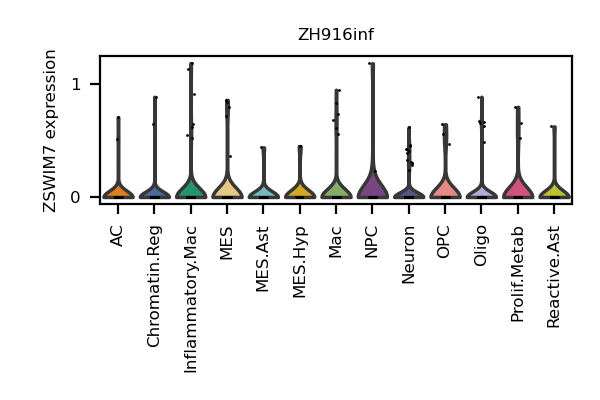 ZH916inf
ZSWIM7 expression
1
0
AC
Chromatin.Reg
Inflammatory.Mac
MES
MES.Ast
MES.Hyp
Mac
NPC
Neuron
OPC
Oligo
Prolif.Metab
Reactive.Ast